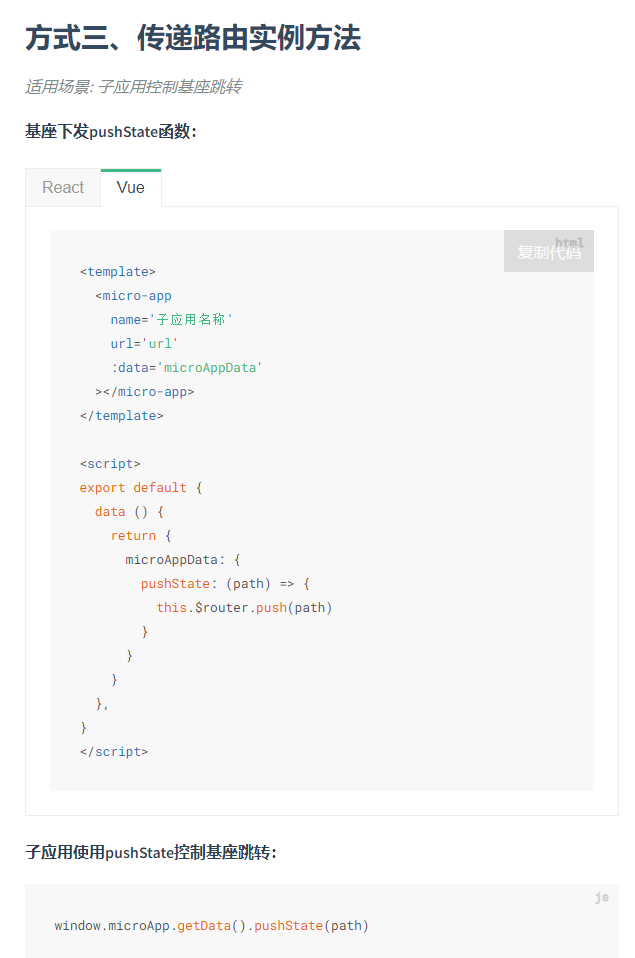 方式三、传递路由实例方法
适用场景: 子应用控制基座跳转
基座下发pushState函数：
React Vue
html
复制代码
<template>
  <micro-app
    name='子应用名称'
    url='url'
    :data='microAppData'
  ></micro-app>
</template>

<script>
export default {
  data () {
    return {
      microAppData: {
        pushState: (path) => {
          this.$router.push(path)
        }
      }
    }
  },
}
</script>
子应用使用pushState控制基座跳转：
js
window.microApp.getData().pushState(path)